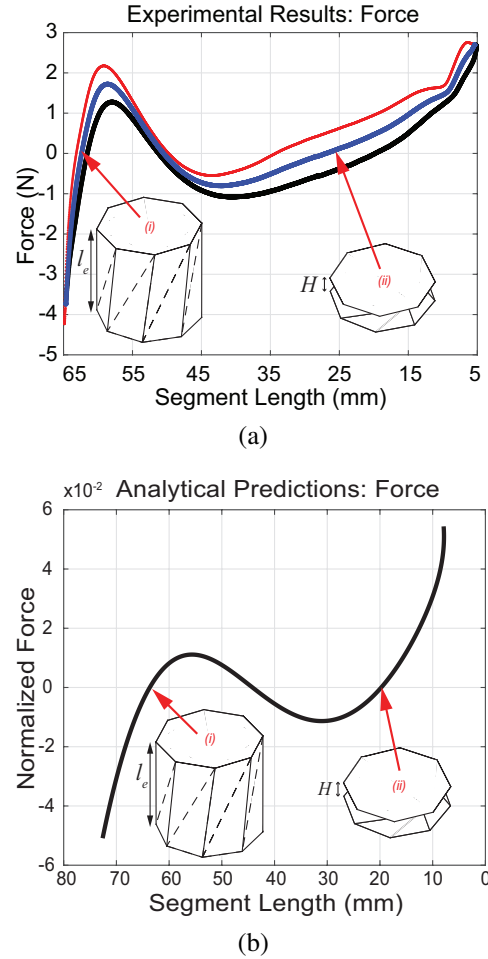 Experimental Results: Force
3
2
1
0
-1
-2
-3
-4
-5
Force (N)
(i)
l_e
(ii)
H
65 55 45 35 25 15 5
Segment Length (mm)
(a)
x10-2 Analytical Predictions: Force
6
4
2
0
-2
-4
-6
Normalized Force
(i)
l_e
(ii)
H
80 70 60 50 40 30 20 10 0
Segment Length (mm)
(b)